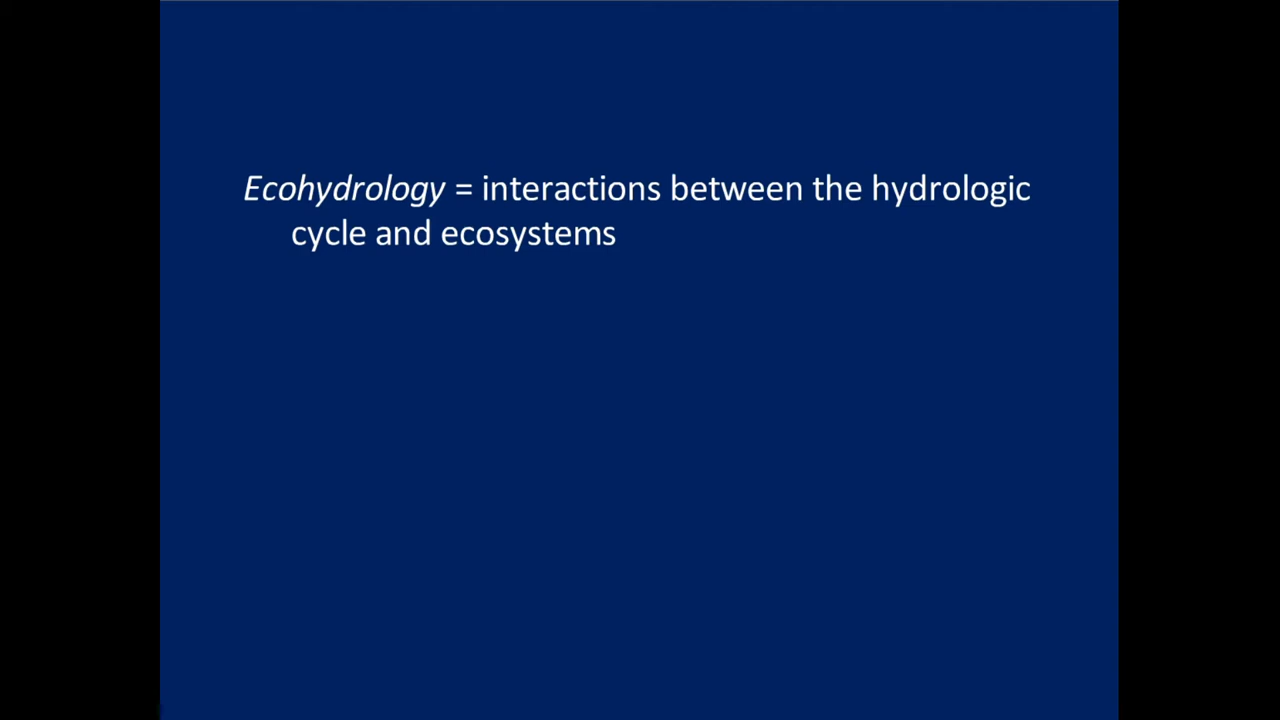 Ecohydrology = interactions between the hydrologic
cycle and ecosystems